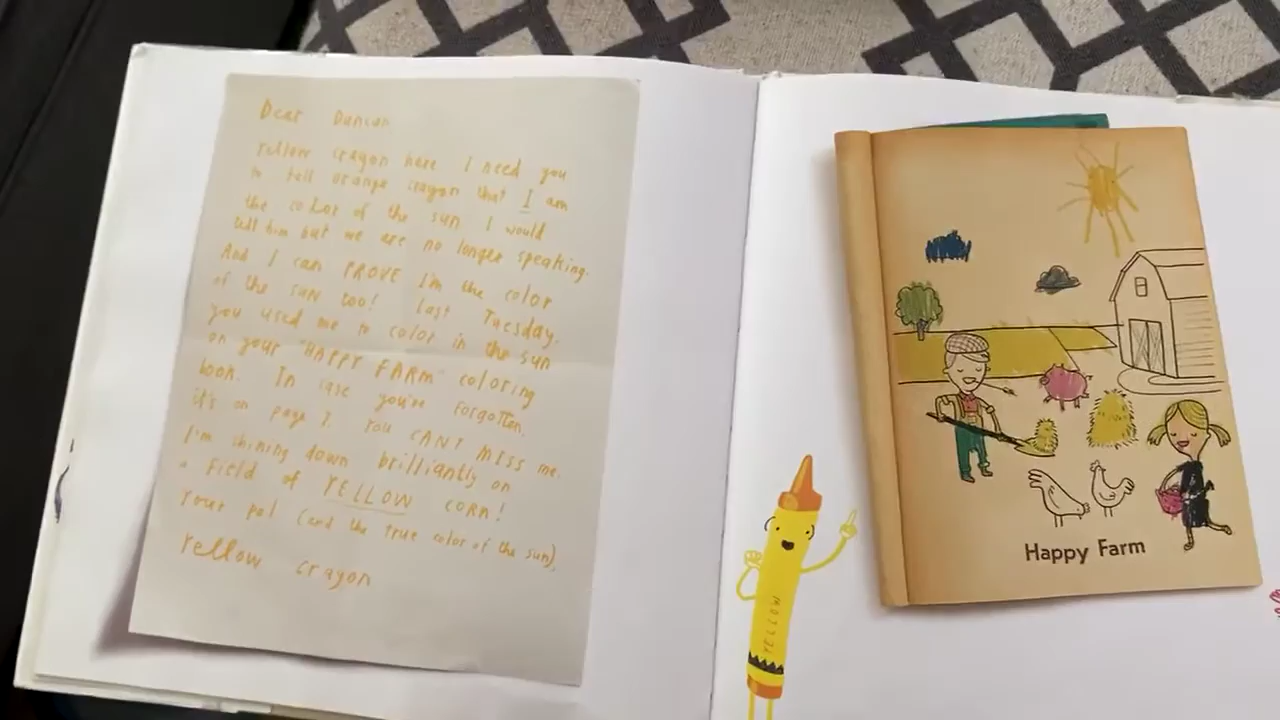 Dear Duncan
Yellow crayon here I need you
to tell orange crayon that I am
the color of the sun I would
tell him but we are no longer speaking.
And I can PROVE I'm the color
of the sun too! Last Tuesday,
you used me to color in the sun
on your "HAPPY FARM" coloring
book. In case you've forgotten,
it's on page 7. You CAN'T MISS me.
I'm shining down brilliantly on
a field of YELLOW corn!
Your pal (and the true color of the sun),
Yellow crayon
YELLOW
Happy Farm